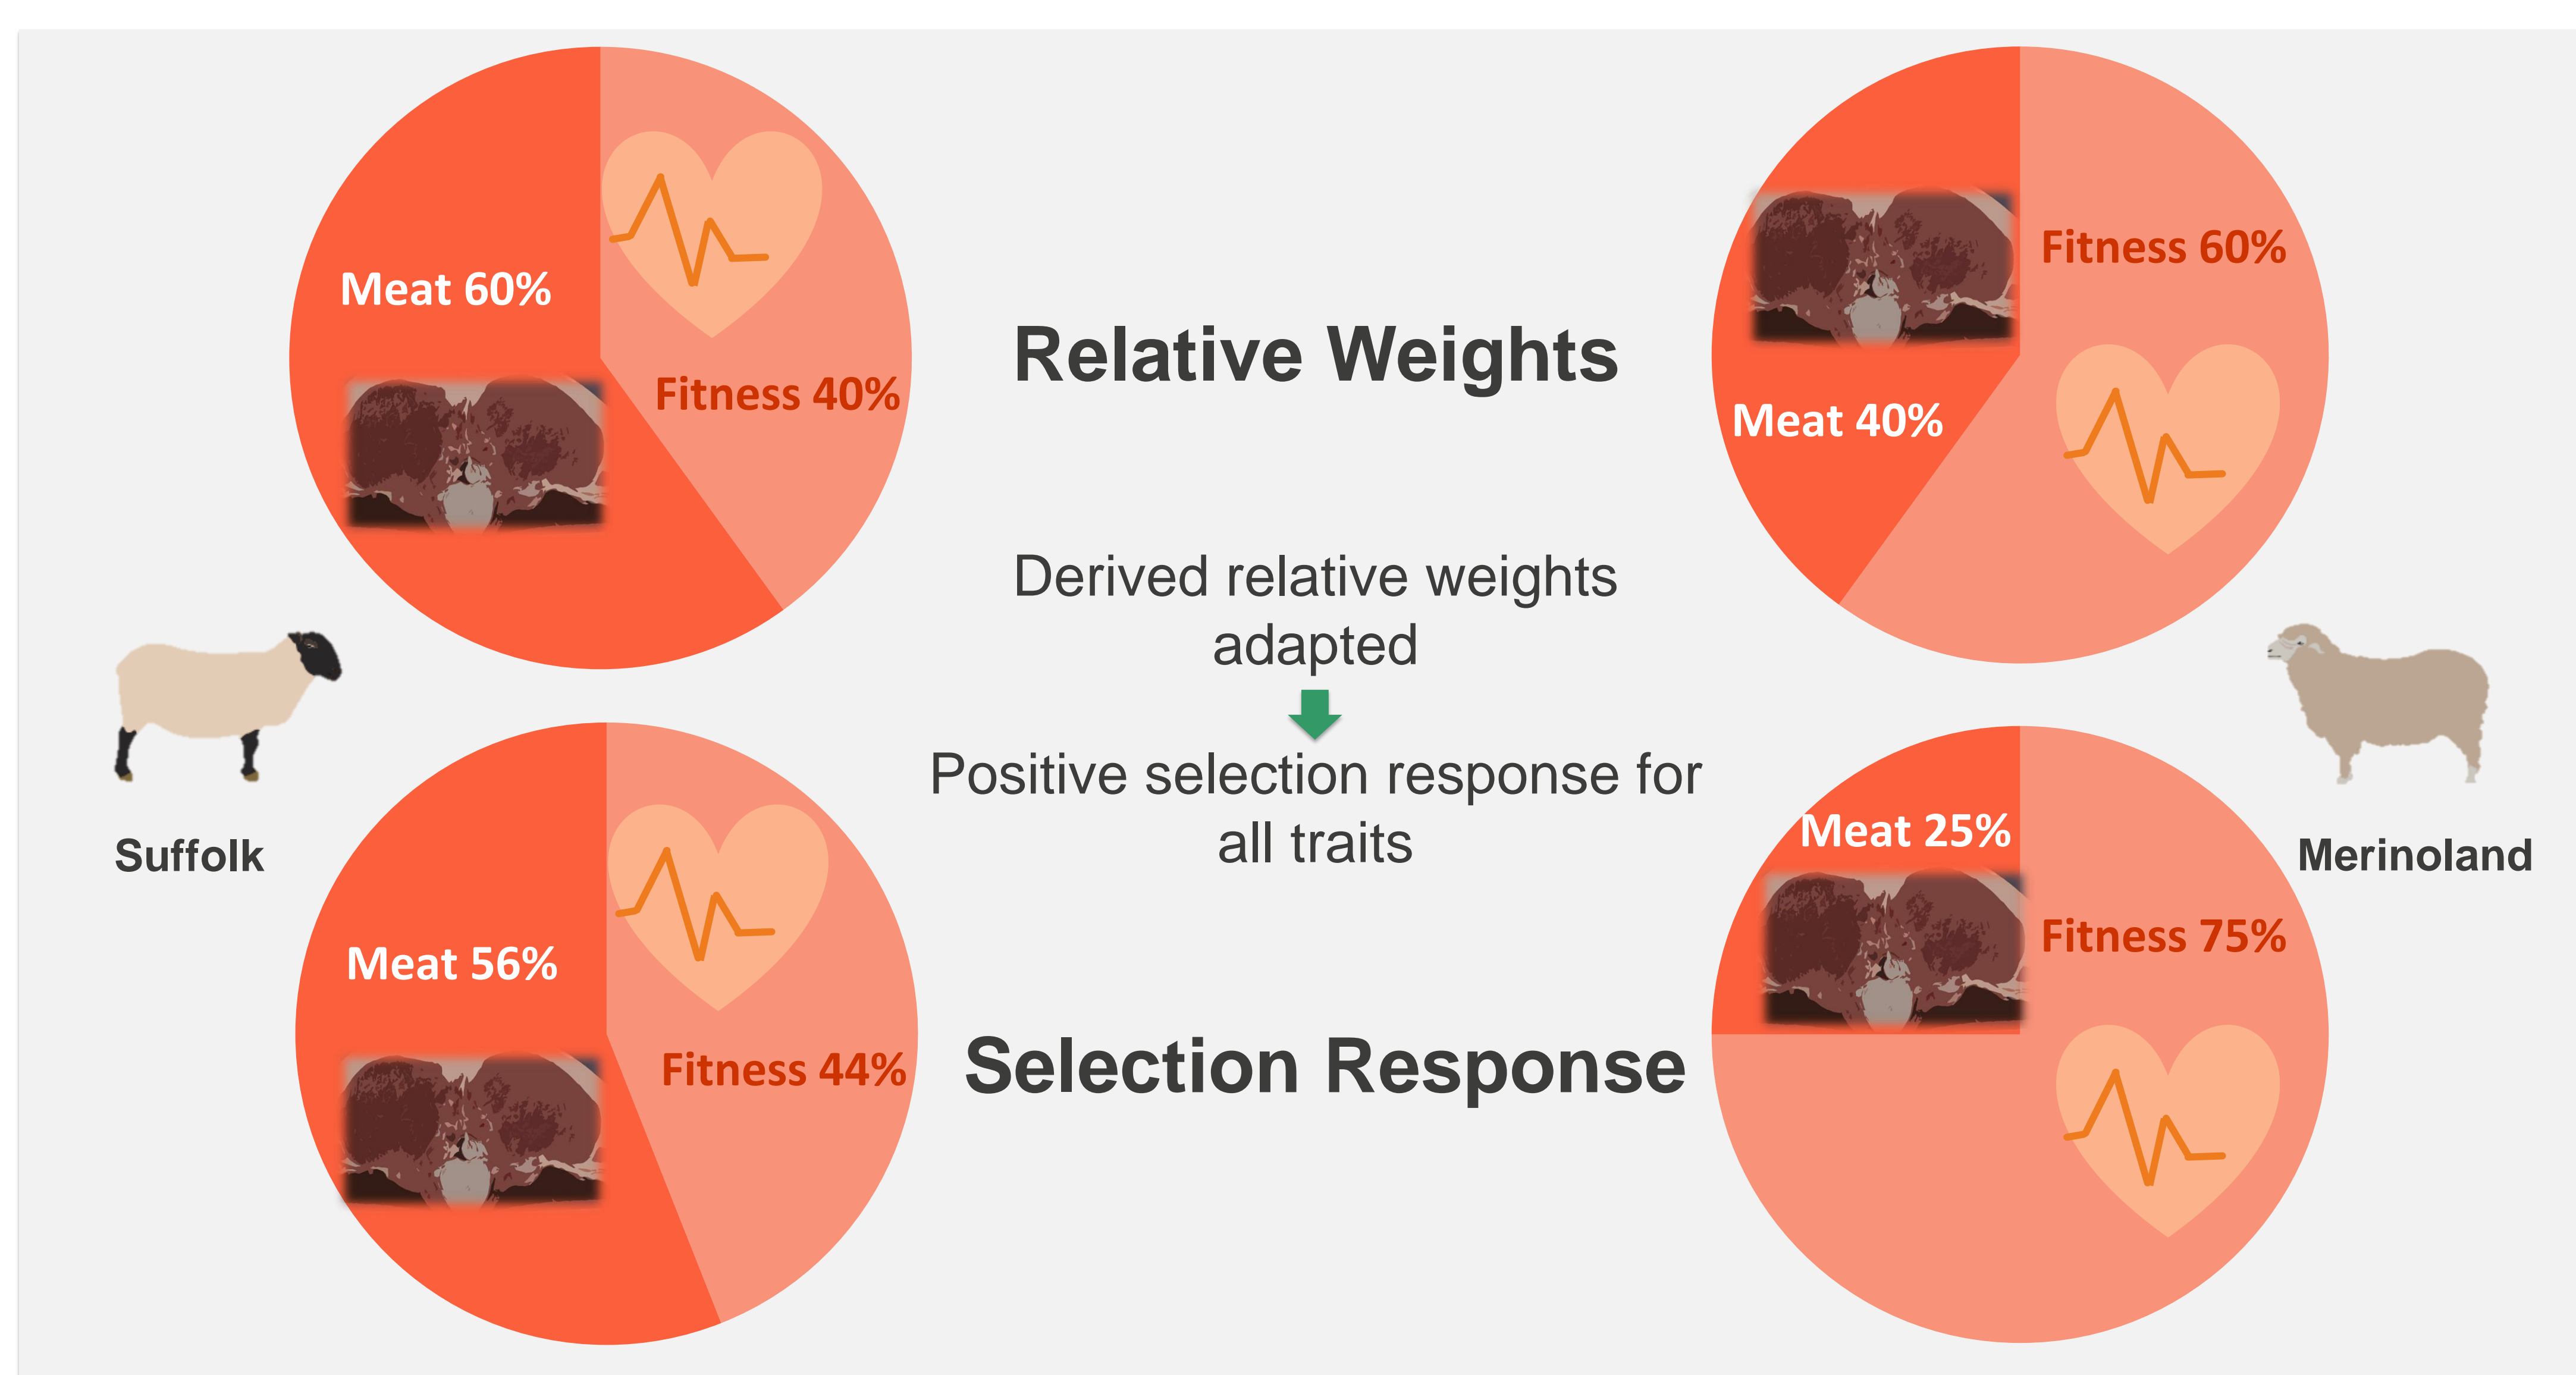 Meat 60%
Fitness 40%
Relative Weights
Fitness 60%
Meat 40%
Derived relative weights
adapted
Positive selection response for
all traits
Suffolk
Merinoland
Meat 56%
Fitness 44%
Selection Response
Meat 25%
Fitness 75%